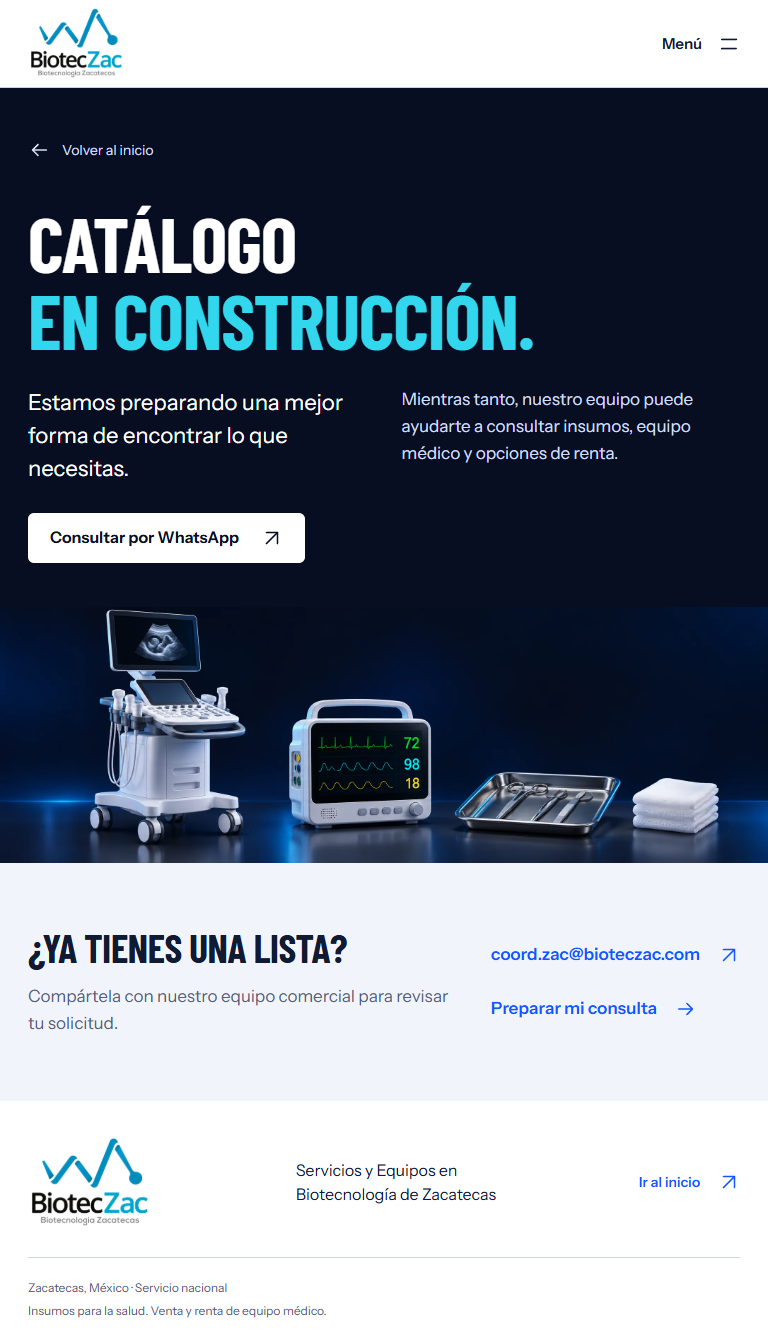 BiotecZac
Biotecnología Zacatecas
Menú
Volver al inicio
CATÁLOGO
EN CONSTRUCCIÓN.
Estamos preparando una mejor
forma de encontrar lo que
necesitas.
Mientras tanto, nuestro equipo puede
ayudarte a consultar insumos, equipo
médico y opciones de renta.
Consultar por WhatsApp
72
98
18
¿YA TIENES UNA LISTA?
Compártela con nuestro equipo comercial para revisar
tu solicitud.
coord.zac@bioteczac.com
Preparar mi consulta
BiotecZac
Biotecnología Zacatecas
Servicios y Equipos en
Biotecnología de Zacatecas
Ir al inicio
Zacatecas, México · Servicio nacional
Insumos para la salud. Venta y renta de equipo médico.